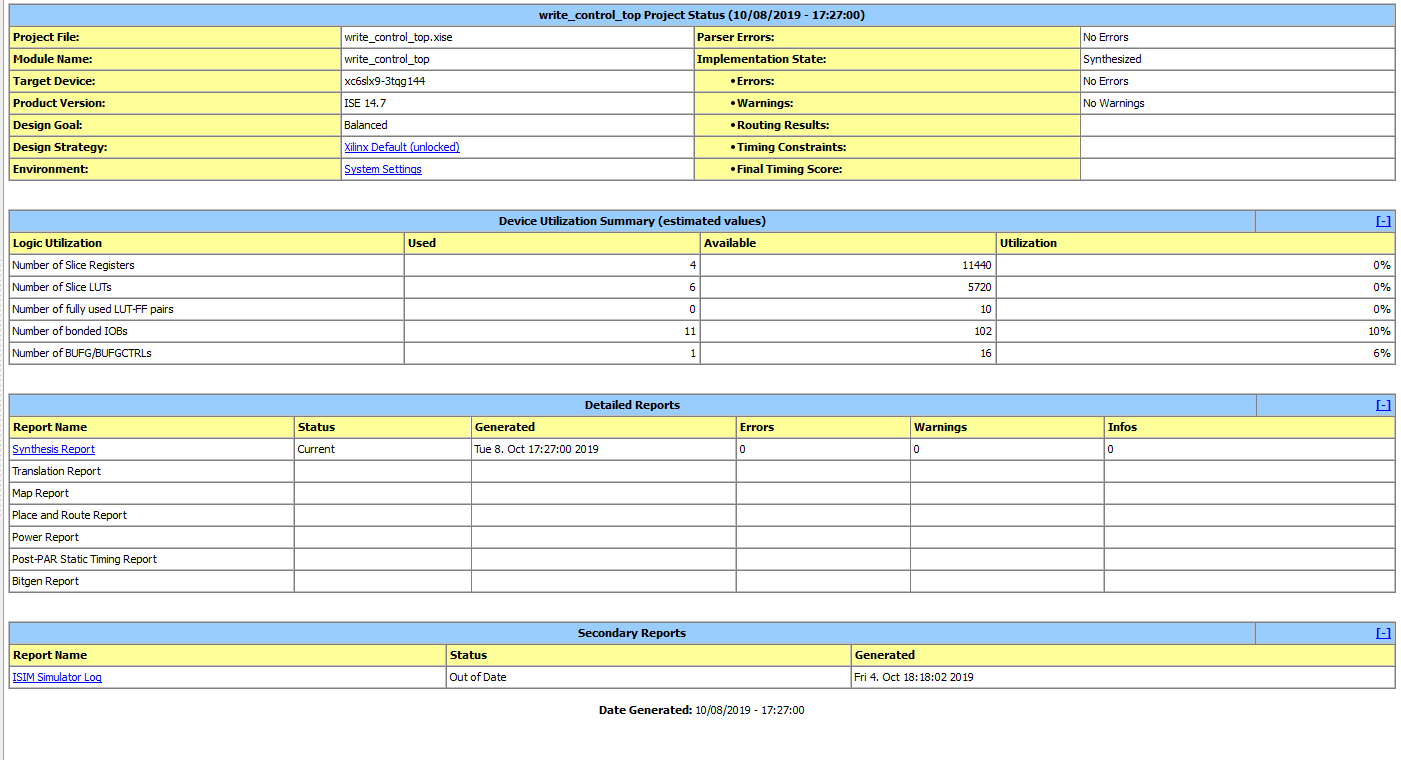 write_control_top Project Status (10/08/2019 - 17:27:00)
Project File: write_control_top.xise Parser Errors: No Errors
Module Name: write_control_top Implementation State: Synthesized
Target Device: xc6slx9-3tqg144 •Errors: No Errors
Product Version: ISE 14.7 •Warnings: No Warnings
Design Goal: Balanced •Routing Results:
Design Strategy: Xilinx Default (unlocked) •Timing Constraints:
Environment: System Settings •Final Timing Score:
Device Utilization Summary (estimated values) [-]
Logic Utilization Used Available Utilization
Number of Slice Registers 4 11440 0%
Number of Slice LUTs 6 5720 0%
Number of fully used LUT-FF pairs 0 10 0%
Number of bonded IOBs 11 102 10%
Number of BUFG/BUFGCTRLs 1 16 6%
Detailed Reports [-]
Report Name Status Generated Errors Warnings Infos
Synthesis Report Current Tue 8. Oct 17:27:00 2019 0 0 0
Translation Report
Map Report
Place and Route Report
Power Report
Post-PAR Static Timing Report
Bitgen Report
Secondary Reports [-]
Report Name Status Generated
ISIM Simulator Log Out of Date Fri 4. Oct 18:18:02 2019
Date Generated: 10/08/2019 - 17:27:00